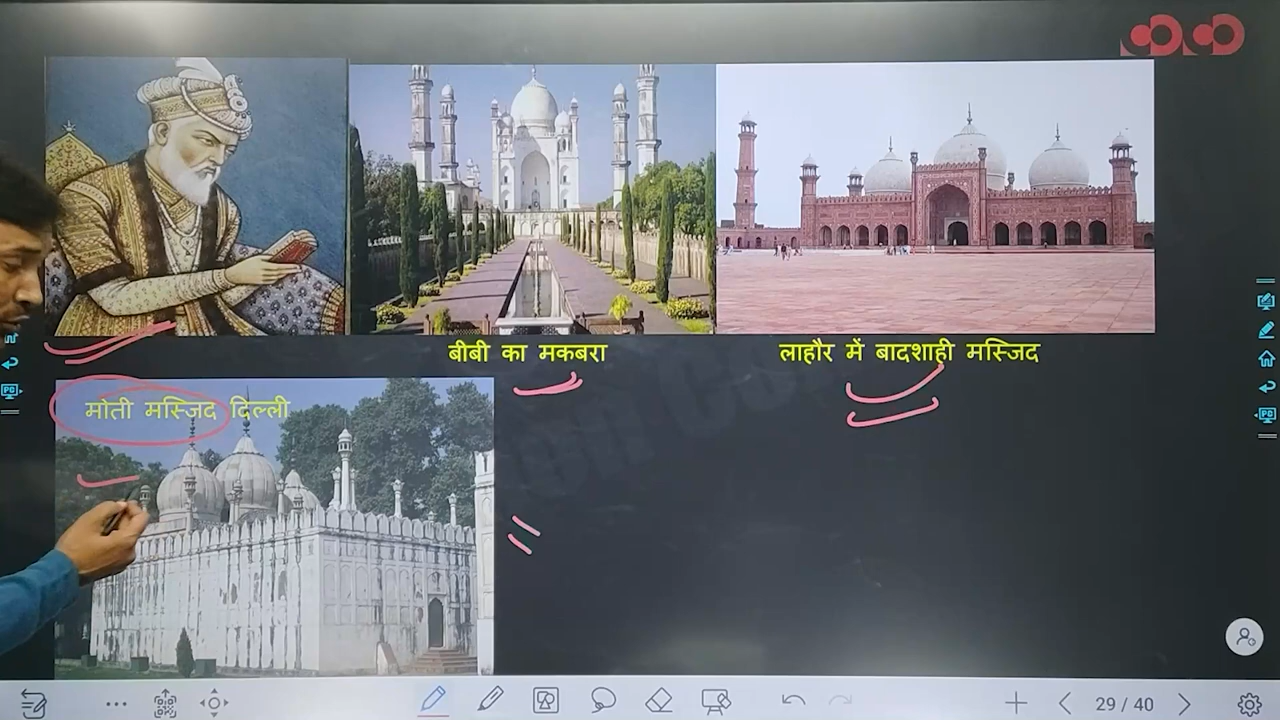 बीबी का मकबरा
लाहौर में बादशाही मस्जिद
मोती मस्जिद दिल्ली
29 / 40